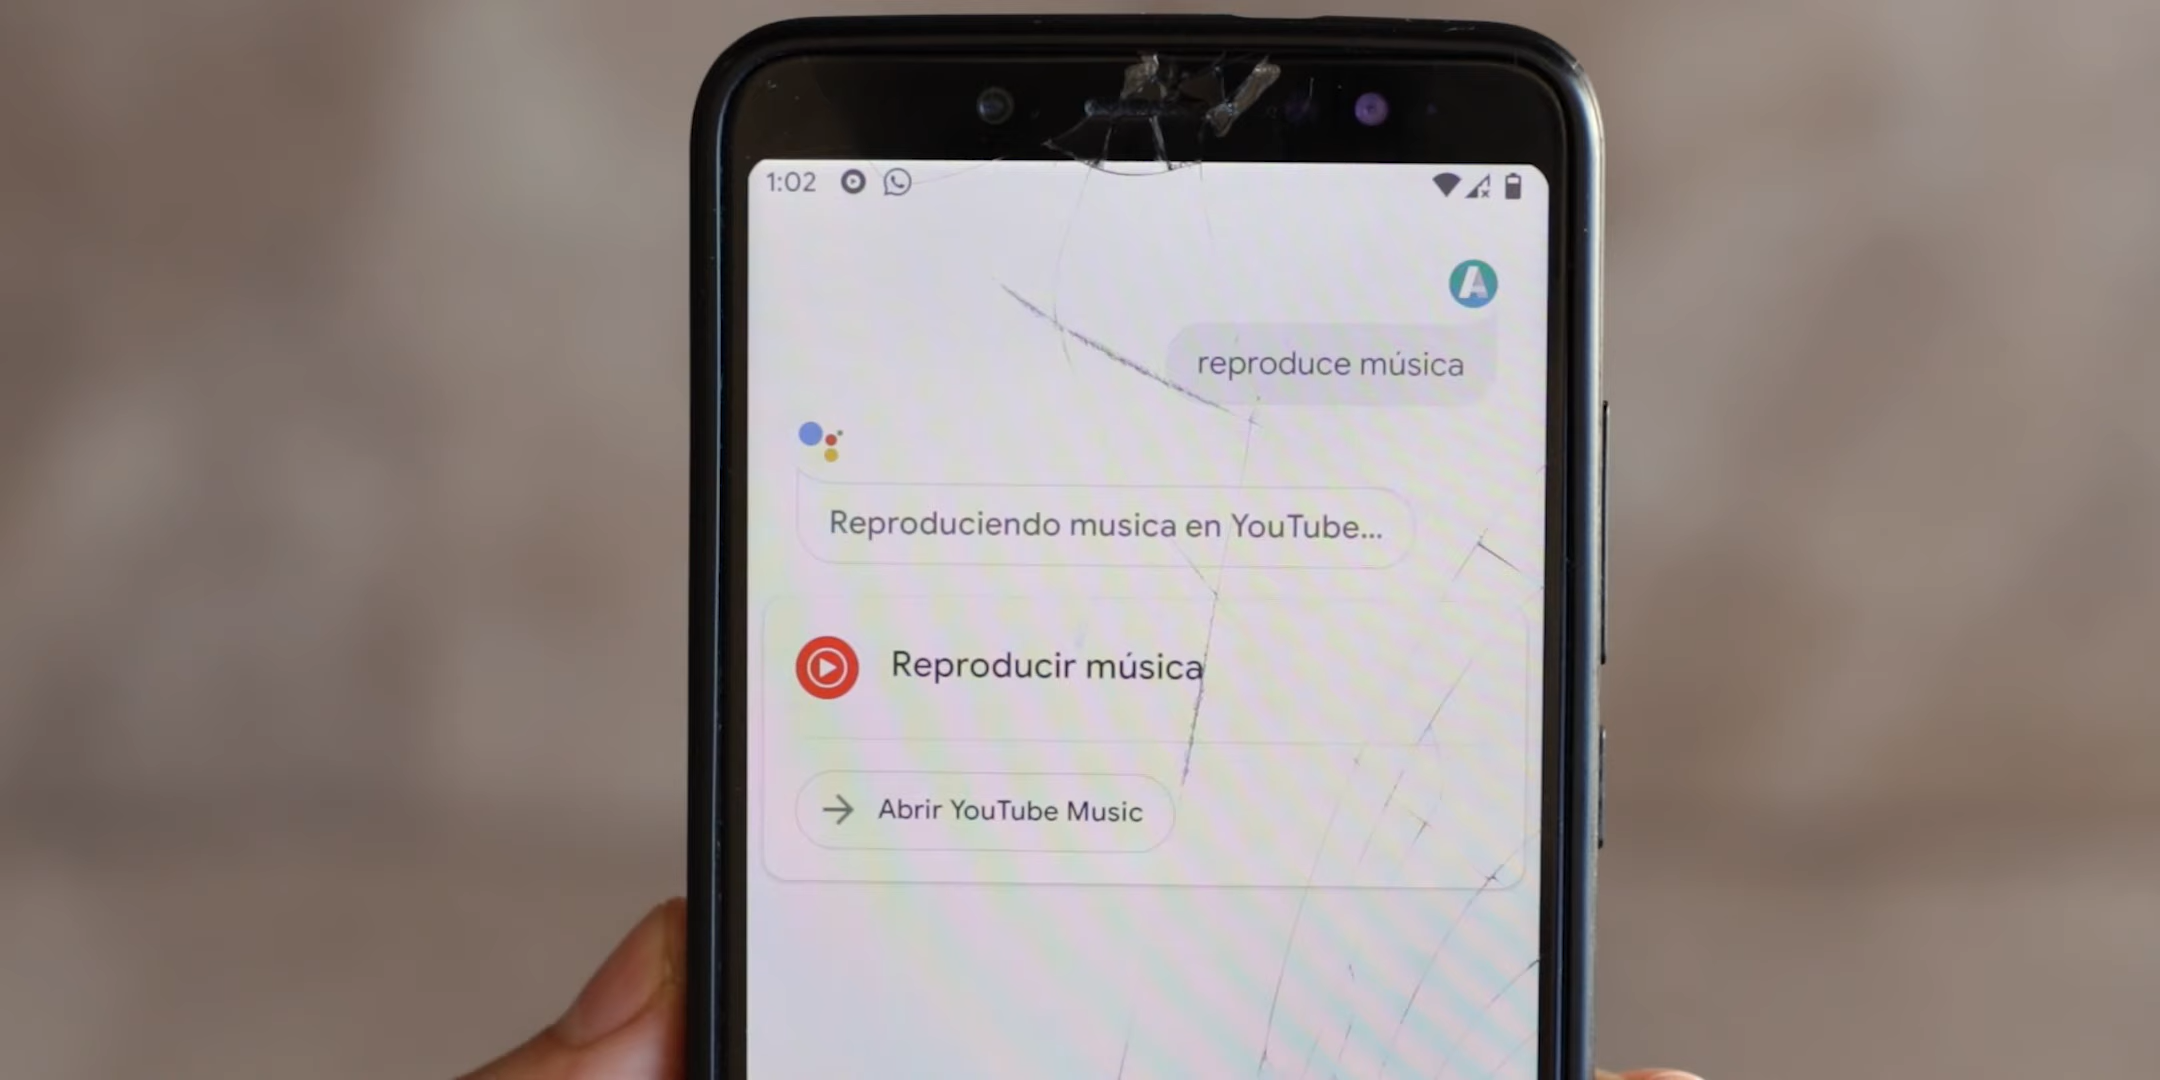 1:02
A
reproduce música
Reproduciendo musica en YouTube...
Reproducir música
Abrir YouTube Music